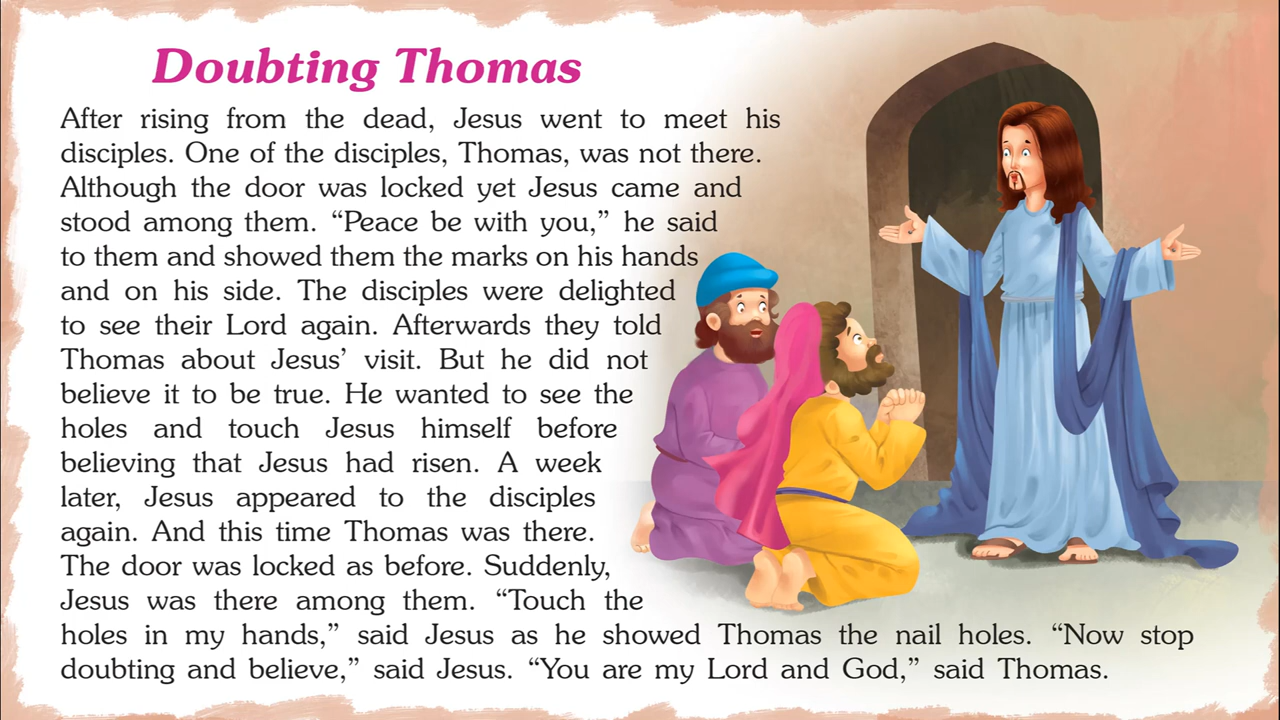 Doubting Thomas
After rising from the dead, Jesus went to meet his
disciples. One of the disciples, Thomas, was not there.
Although the door was locked yet Jesus came and
stood among them. “Peace be with you,” he said
to them and showed them the marks on his hands
and on his side. The disciples were delighted
to see their Lord again. Afterwards they told
Thomas about Jesus’ visit. But he did not
believe it to be true. He wanted to see the
holes and touch Jesus himself before
believing that Jesus had risen. A week
later, Jesus appeared to the disciples
again. And this time Thomas was there.
The door was locked as before. Suddenly,
Jesus was there among them. “Touch the
holes in my hands,” said Jesus as he showed Thomas the nail holes. “Now stop
doubting and believe,” said Jesus. “You are my Lord and God,” said Thomas.